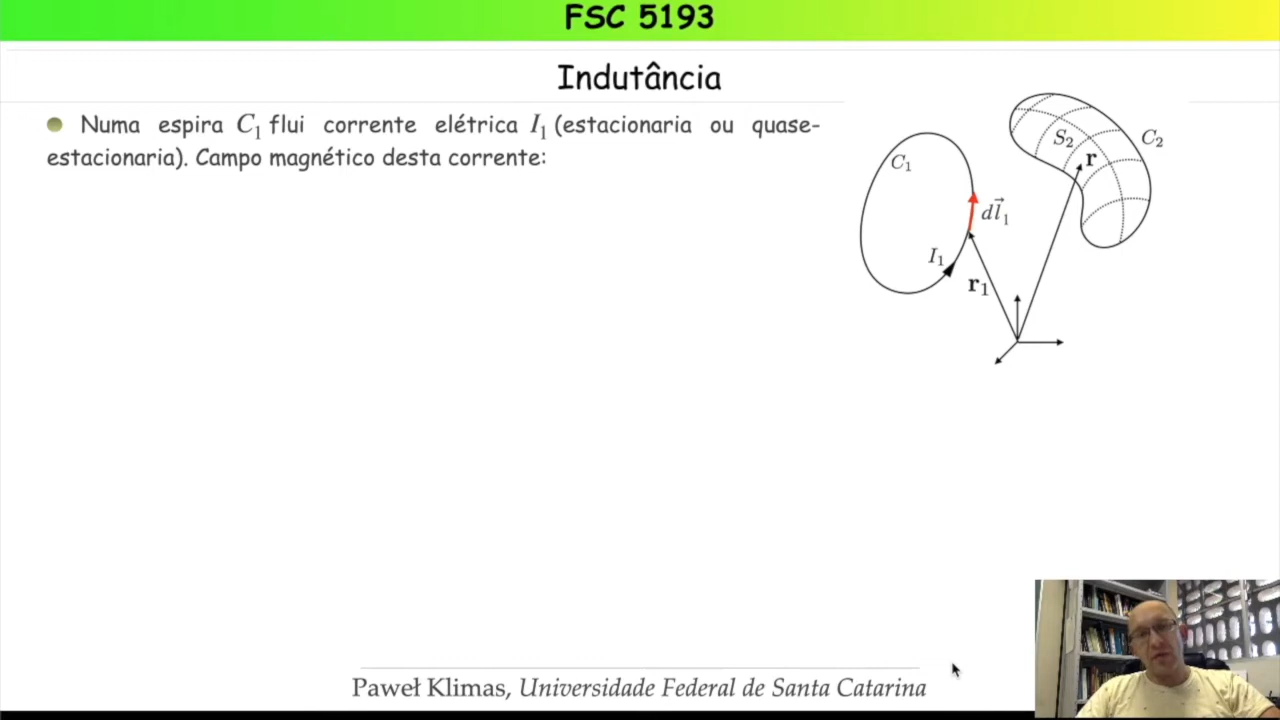 FSC 5193
Indutância
Numa espira C₁ flui corrente elétrica I₁ (estacionaria ou quase-
estacionaria). Campo magnético desta corrente:
C₁
S₂
C₂
r
dl⃗₁
I₁
r₁
Paweł Klimas, Universidade Federal de Santa Catarina